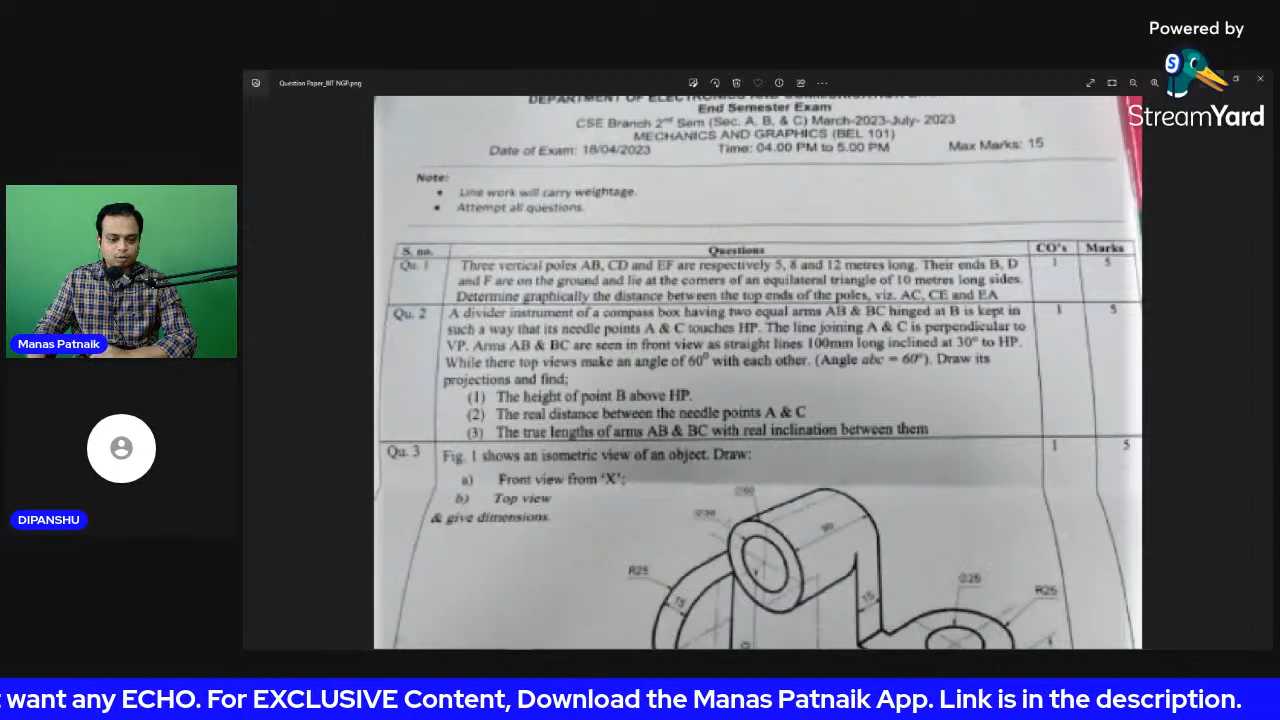 Powered by
StreamYard
Question Paper_BIT NGP.png
DEPARTMENT OF ELECTRONICS AND
End Semester Exam
CSE Branch 2nd Sem (Sec. A, B, & C) March-2023-July- 2023
MECHANICS AND GRAPHICS (BEL 101)
Date of Exam: 18/04/2023 Time: 04.00 PM to 5.00 PM Max Marks: 15
Note:
• Line work will carry weightage.
• Attempt all questions.
S. no. Questions CO's Marks
Qu. 1 Three vertical poles AB, CD and EF are respectively 5, 8 and 12 metres long. Their ends B, D 1 5
and F are on the ground and lie at the corners of an equilateral triangle of 10 metres long sides.
Determine graphically the distance between the top ends of the poles, viz. AC, CE and EA
Qu. 2 A divider instrument of a compass box having two equal arms AB & BC hinged at B is kept in 1 5
such a way that its needle points A & C touches HP. The line joining A & C is perpendicular to
VP. Arms AB & BC are seen in front view as straight lines 100mm long inclined at 30° to HP.
While there top views make an angle of 60⁰ with each other. (Angle abc = 60⁰). Draw its
projections and find;
(1) The height of point B above HP.
(2) The real distance between the needle points A & C
(3) The true lengths of arms AB & BC with real inclination between them
Qu. 3 Fig. 1 shows an isometric view of an object. Draw: 1 5
a) Front view from 'X';
b) Top view
& give dimensions.
∅60
90
R25
15
15
∅25
R25
Manas Patnaik
DIPANSHU
want any ECHO. For EXCLUSIVE Content, Download the Manas Patnaik App. Link is in the description.